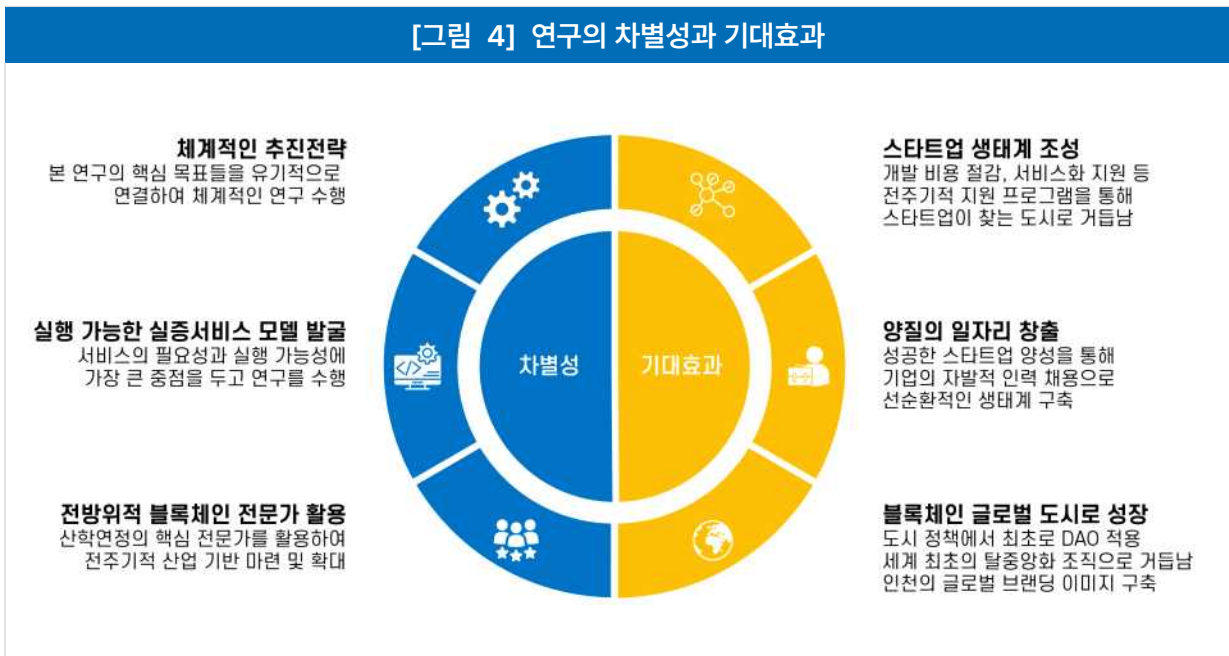 [그림 4] 연구의 차별성과 기대효과
체계적인 추진전략
본 연구의 핵심 목표들을 유기적으로
연결하여 체계적인 연구 수행
실행 가능한 실증서비스 모델 발굴
서비스의 필요성과 실행 가능성에
가장 큰 중점을 두고 연구를 수행
전방위적 블록체인 전문가 활용
산학연정의 핵심 전문가를 활용하여
전주기적 산업 기반 마련 및 확대
차별성
기대효과
스타트업 생태계 조성
개발 비용 절감, 서비스화 지원 등
전주기적 지원 프로그램을 통해
스타트업이 찾는 도시로 거듭남
양질의 일자리 창출
성공한 스타트업 양성을 통해
기업의 자발적 인력 채용으로
선순환적인 생태계 구축
블록체인 글로벌 도시로 성장
도시 정책에서 최초로 DAO 적용
세계 최초의 탈중앙화 조직으로 거듭남
인천의 글로벌 브랜딩 이미지 구축